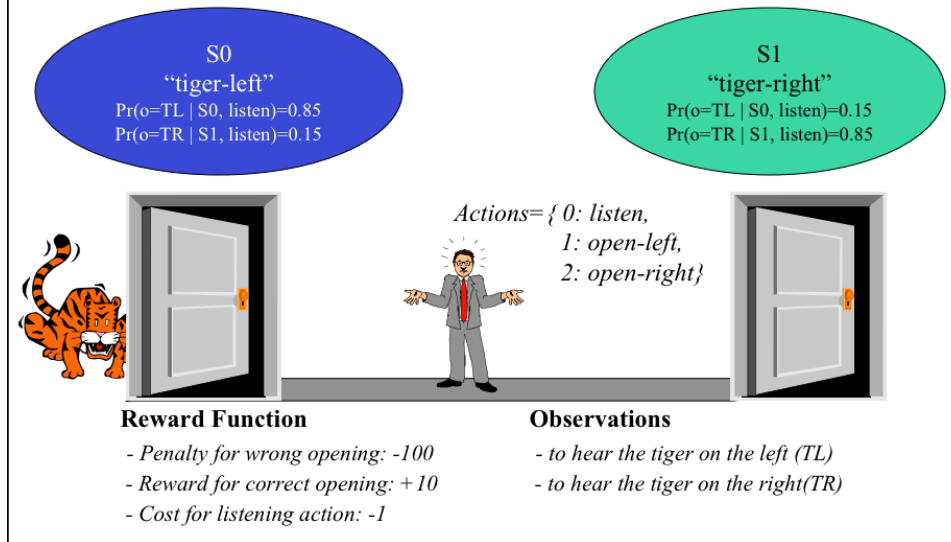 S0
“tiger-left”
Pr(o=TL | S0, listen)=0.85
Pr(o=TR | S1, listen)=0.15
S1
“tiger-right”
Pr(o=TL | S0, listen)=0.15
Pr(o=TR | S1, listen)=0.85
Actions={ 0: listen,
1: open-left,
2: open-right}
Reward Function
- Penalty for wrong opening: -100
- Reward for correct opening: +10
- Cost for listening action: -1
Observations
- to hear the tiger on the left (TL)
- to hear the tiger on the right(TR)